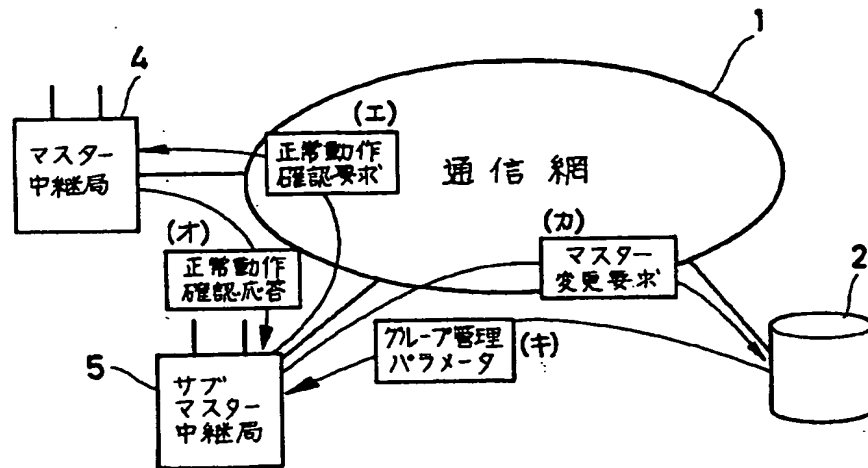 1
4
(エ)
マスター
中継局
正常動作
確認要求
通信網
(カ)
(オ)
マスター
変更要求
2
正常動作
確認応答
グループ管理
パラメータ
(キ)
5
サブ
マスター
中継局